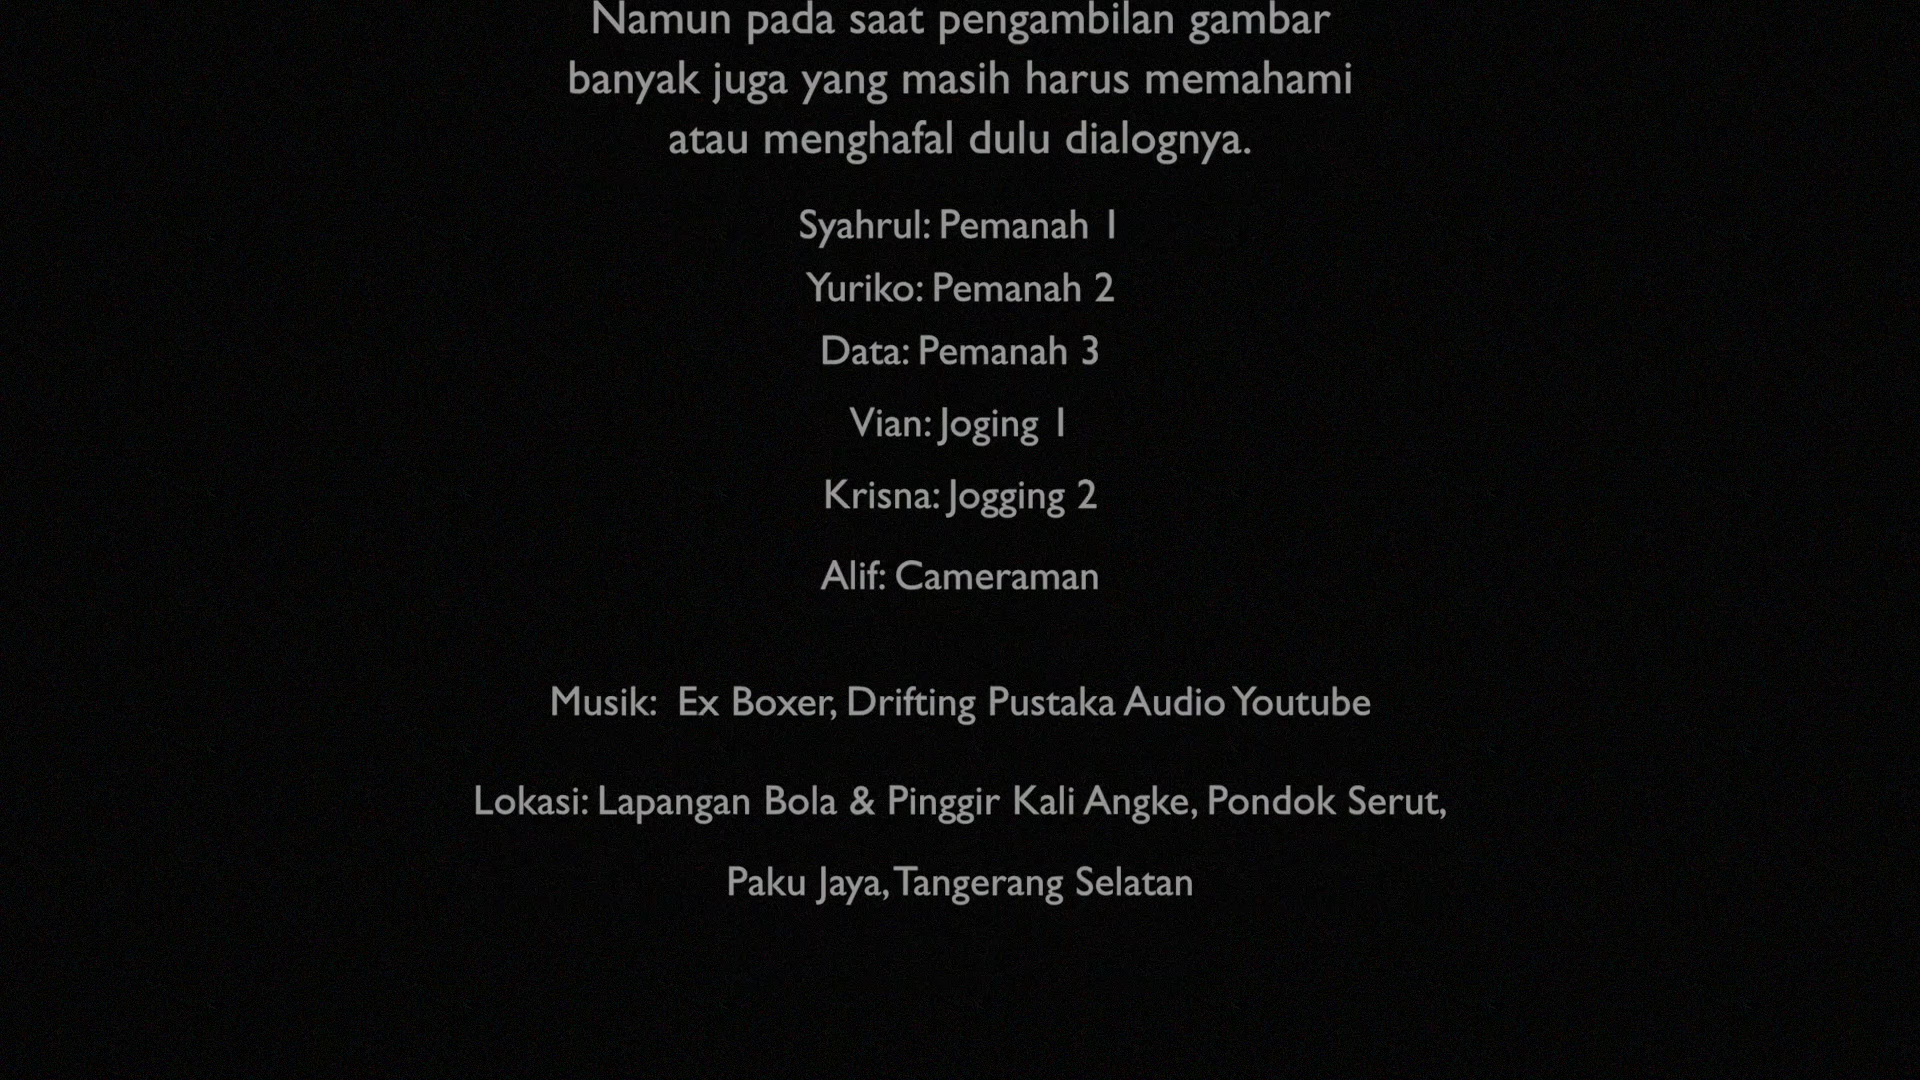 Namun pada saat pengambilan gambar
banyak juga yang masih harus memahami
atau menghafal dulu dialognya.
Syahrul: Pemanah 1
Yuriko: Pemanah 2
Data: Pemanah 3
Vian: Joging 1
Krisna: Jogging 2
Alif: Cameraman
Musik: Ex Boxer, Drifting Pustaka Audio Youtube
Lokasi: Lapangan Bola & Pinggir Kali Angke, Pondok Serut,
Paku Jaya, Tangerang Selatan